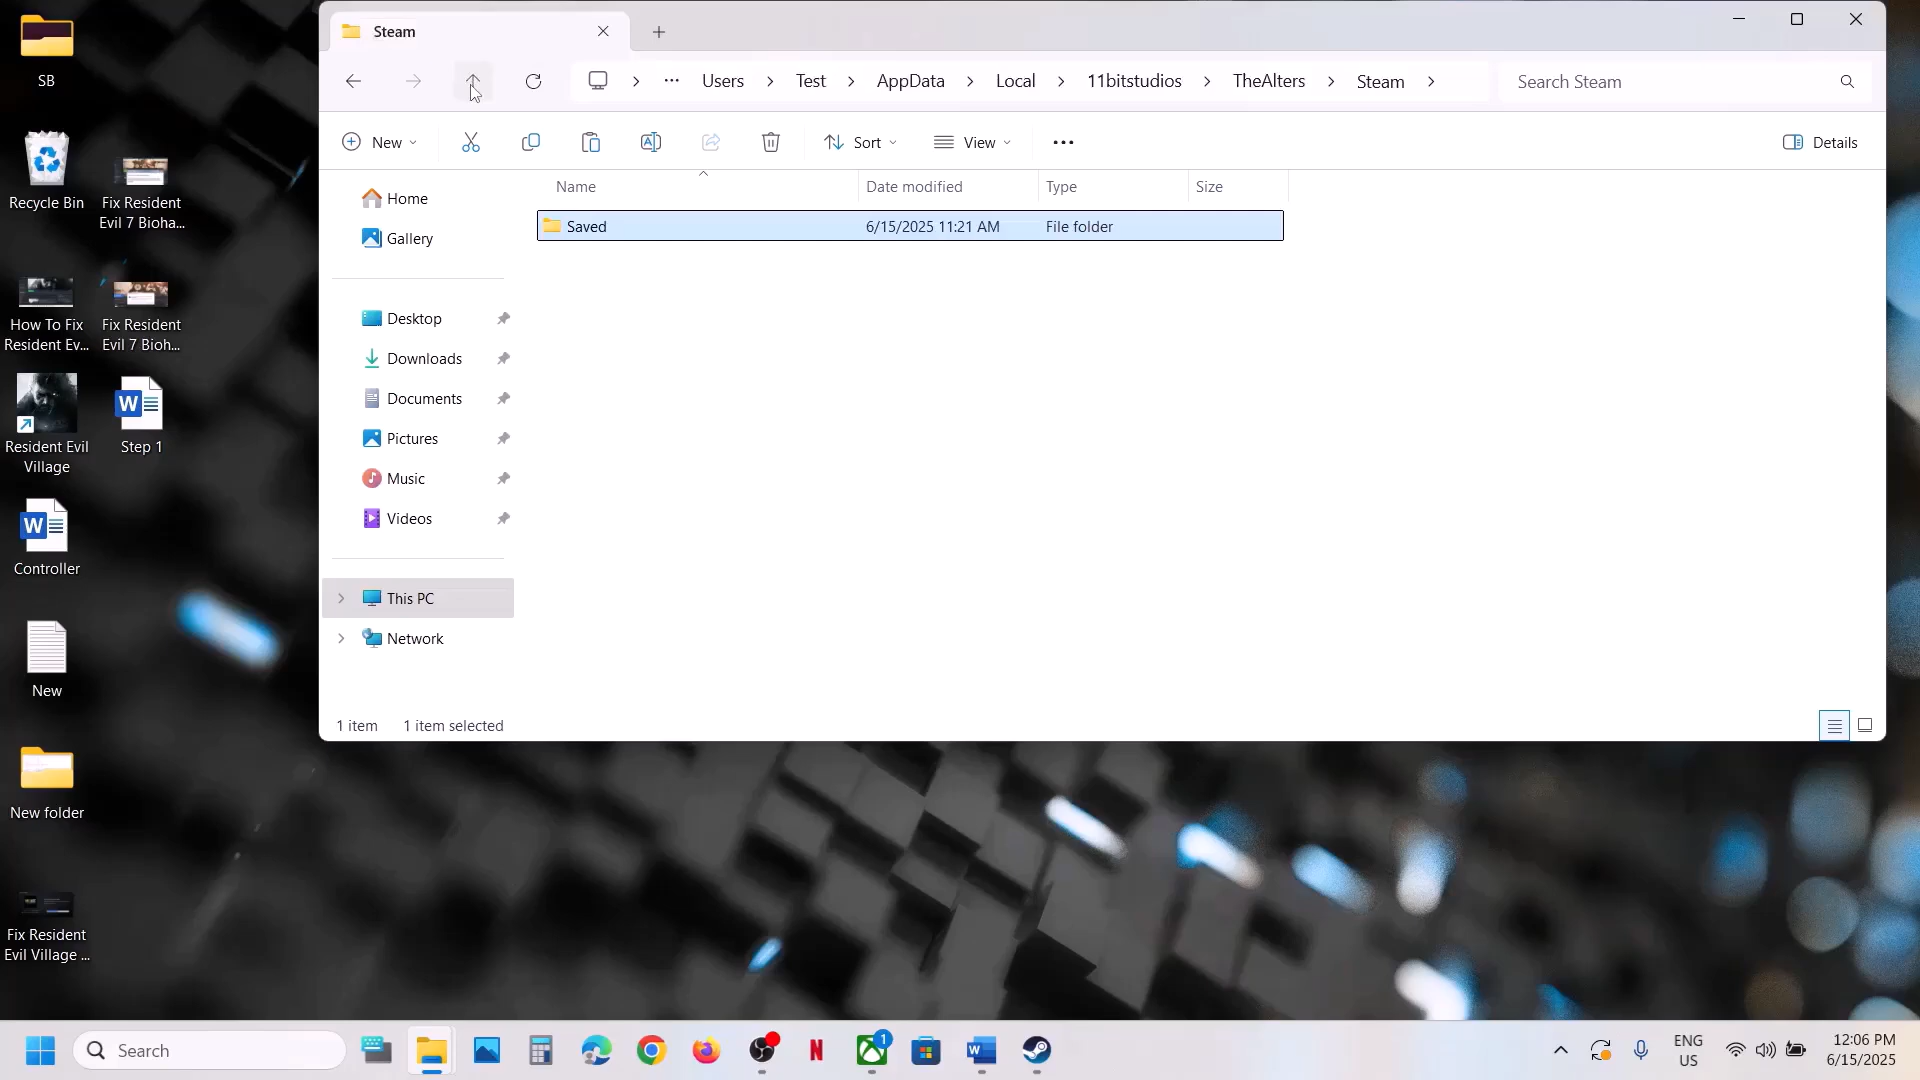 SB
Recycle Bin
Fix Resident
Evil 7 Bioha...
How To Fix
Resident Ev...
Fix Resident
Evil 7 Bioh...
Resident Evil
Village
Step 1
Controller
New
New folder
Fix Resident
Evil Village ...
Steam
Users
Test
AppData
Local
11bitstudios
TheAlters
Steam
Search Steam
New
Sort
View
Details
Home
Gallery
Desktop
Downloads
Documents
Pictures
Music
Videos
This PC
Network
Name Date modified Type Size
Saved 6/15/2025 11:21 AM File folder
1 item 1 item selected
Search
1
ENG
US
12:06 PM
6/15/2025